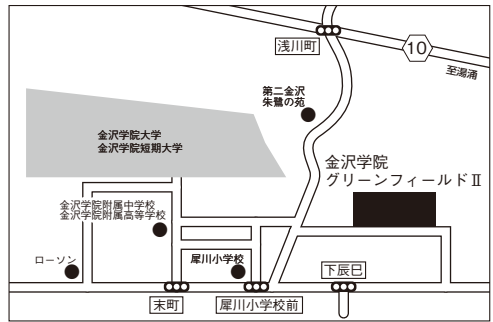 浅川町
10
至湯涌
第二金沢
朱鷺の苑
金沢学院大学
金沢学院短期大学
金沢学院
グリーンフィールドⅡ
金沢学院附属中学校
金沢学院附属高等学校
ローソン
犀川小学校
下辰巳
末町
犀川小学校前